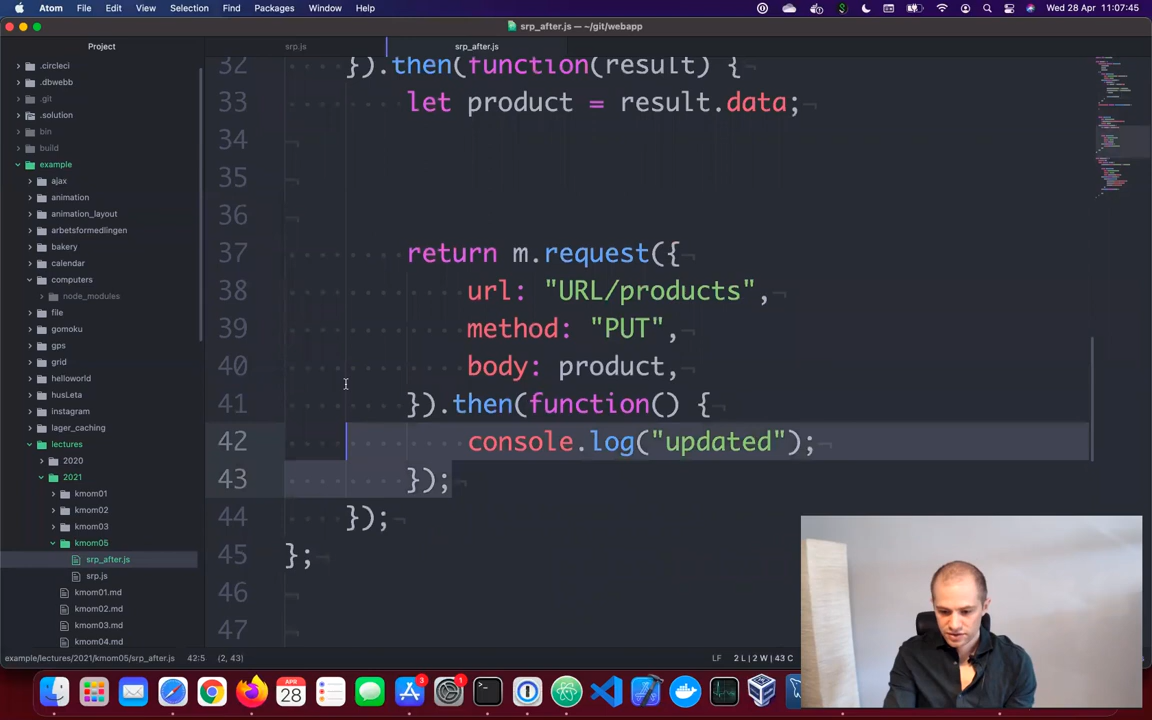 Atom File Edit View Selection Find Packages Window Help
Wed 28 Apr 11:07:45
srp_after.js — ~/git/webapp
Project
srp.js
srp_after.js
.circleci
.dbwebb
.git
.solution
bin
build
example
ajax
animation
animation_layout
arbetsformedlingen
bakery
calendar
computers
node_modules
file
gomoku
gps
grid
helloworld
husLeta
instagram
lager_caching
lectures
2020
2021
kmom01
kmom02
kmom03
kmom05
srp_after.js
srp.js
kmom01.md
kmom02.md
kmom03.md
kmom04.md
32 }).then(function(result) {
33 let product = result.data;
34
35
36
37 return m.request({
38 url: "URL/products",
39 method: "PUT",
40 body: product,
41 }).then(function() {
42 console.log("updated");
43 });
44 });
45 };
46
47
example/lectures/2021/kmom05/srp_after.js 42:5 (2, 43)
LF 2 L | 2 W | 43 C
APR
28
1